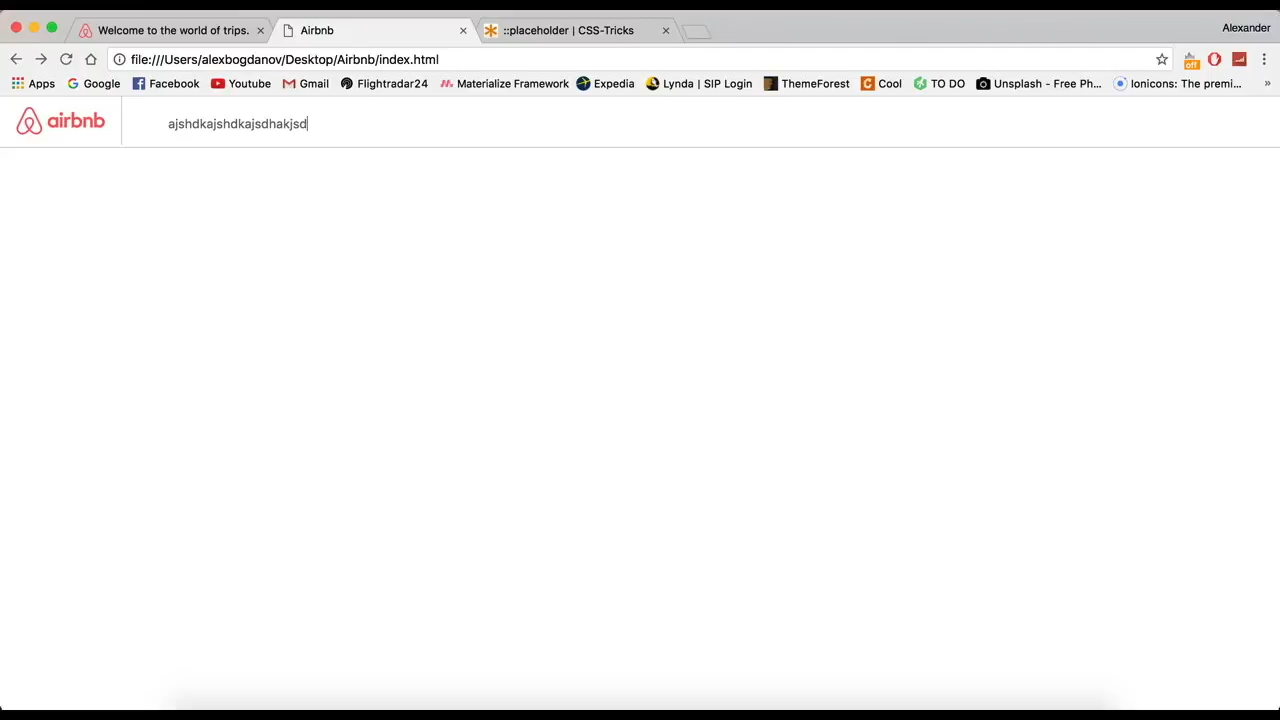 Welcome to the world of trips.
Airbnb
::placeholder | CSS-Tricks
Alexander
file:///Users/alexbogdanov/Desktop/Airbnb/index.html
off
Apps Google Facebook YouTube Gmail Flightradar24 Materialize Framework Expedia Lynda | SIP Login ThemeForest Cool TO DO Unsplash - Free Ph... Ionicons: The premi... »
airbnb
ajshdkajshdkajsdhakjsd